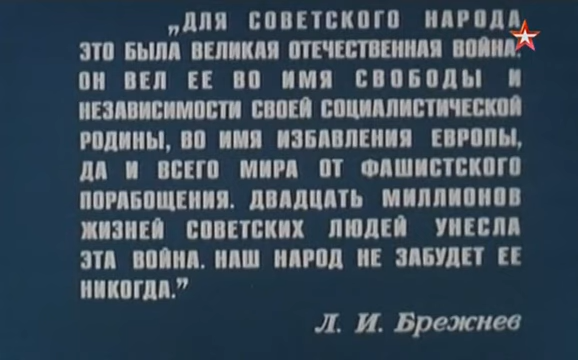 „ДЛЯ СОВЕТСКОГО НАРОДА
ЭТО БЫЛА ВЕЛИКАЯ ОТЕЧЕСТВЕННАЯ ВОЙНА.
ОН ВЕЛ ЕЕ ВО ИМЯ СВОБОДЫ И
НЕЗАВИСИМОСТИ СВОЕЙ СОЦИАЛИСТИЧЕСКОЙ
РОДИНЫ, ВО ИМЯ ИЗБАВЛЕНИЯ ЕВРОПЫ,
ДА И ВСЕГО МИРА ОТ ФАШИСТСКОГО
ПОРАБОЩЕНИЯ. ДВАДЦАТЬ МИЛЛИОНОВ
ЖИЗНЕЙ СОВЕТСКИХ ЛЮДЕЙ УНЕСЛА
ЭТА ВОЙНА. НАШ НАРОД НЕ ЗАБУДЕТ ЕЕ
НИКОГДА.”
Л. И. Брежнев